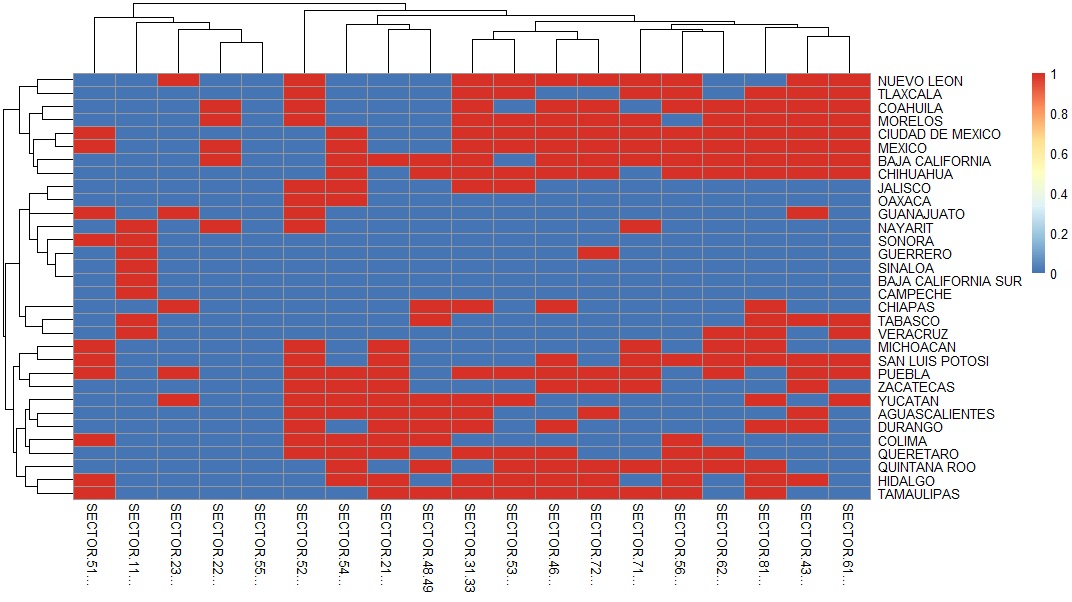 1
NUEVO LEON
TLAXCALA
0.8
COAHUILA
MORELOS
CIUDAD DE MEXICO
0.6
MEXICO
BAJA CALIFORNIA
CHIHUAHUA
0.4
JALISCO
OAXACA
GUANAJUATO
0.2
NAYARIT
SONORA
GUERRERO
SINALOA
0
BAJA CALIFORNIA SUR
CAMPECHE
CHIAPAS
TABASCO
VERACRUZ
MICHOACAN
SAN LUIS POTOSI
PUEBLA
ZACATECAS
YUCATAN
AGUASCALIENTES
DURANGO
COLIMA
QUERETARO
QUINTANA ROO
HIDALGO
TAMAULIPAS
SECTOR.51...
SECTOR.11...
SECTOR.23...
SECTOR.22...
SECTOR.55...
SECTOR.52...
SECTOR.54...
SECTOR.21...
SECTOR.48.49
SECTOR.31.33
SECTOR.53...
SECTOR.46...
SECTOR.72...
SECTOR.71...
SECTOR.56...
SECTOR.62...
SECTOR.81...
SECTOR.43...
SECTOR.61...